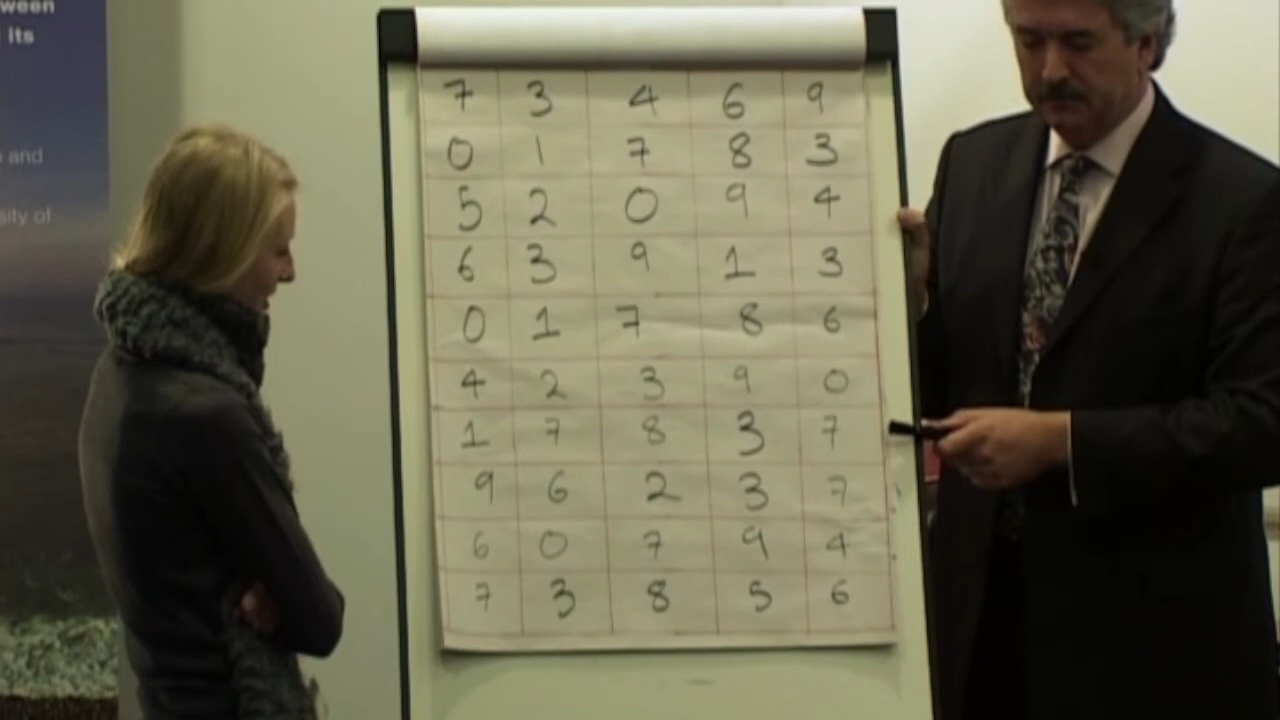 ween
Its
and
sity of
7 3 4 6 9
0 1 7 8 3
5 2 0 9 4
6 3 9 1 3
0 1 7 8 6
4 2 3 9 0
1 7 8 3 7
9 6 2 3 7
6 0 7 9 4
7 3 8 5 6